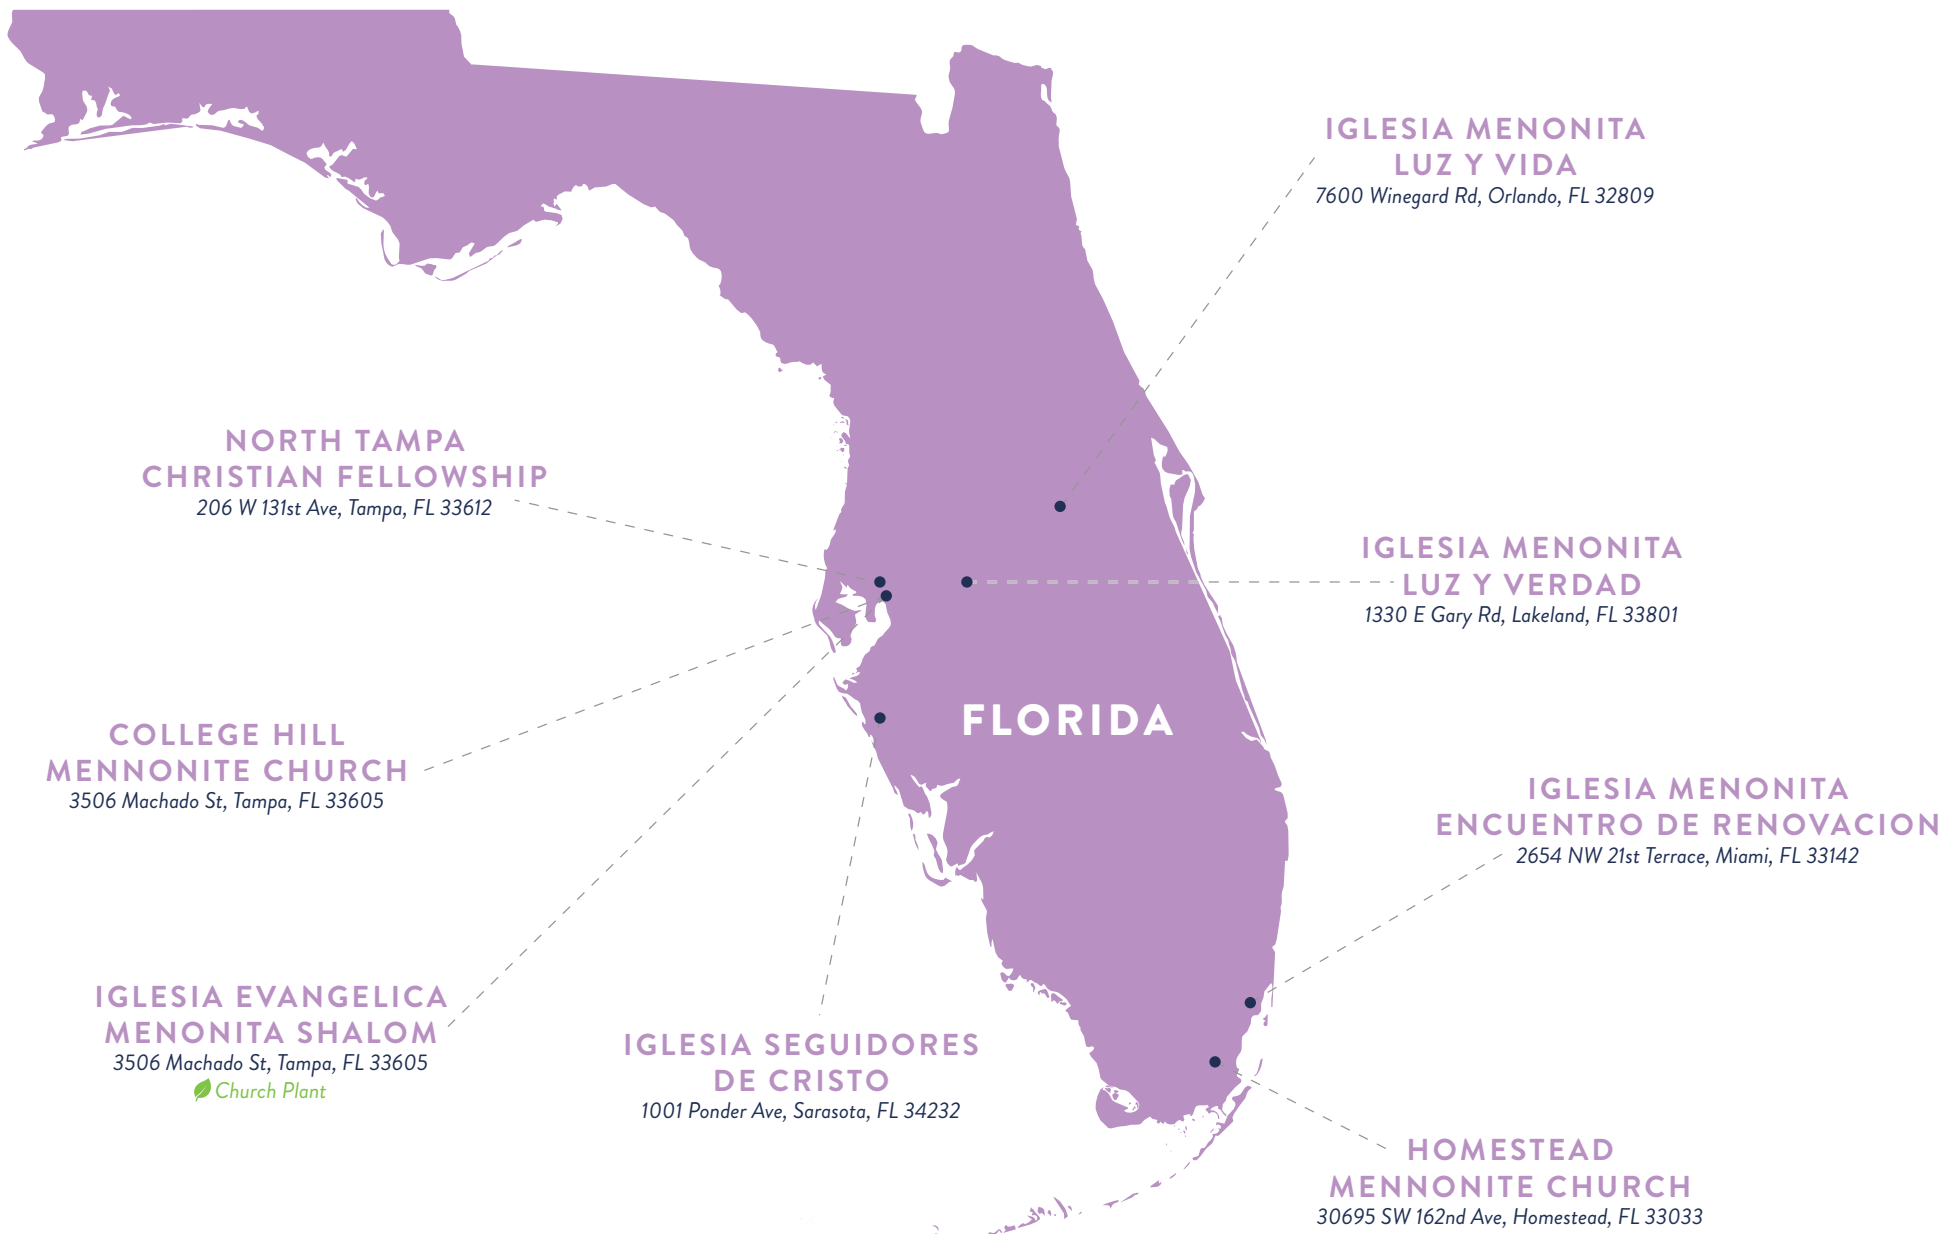 IGLESIA MENONITA
LUZ Y VIDA
7600 Winegard Rd, Orlando, FL 32809
NORTH TAMPA
CHRISTIAN FELLOWSHIP
206 W 131st Ave, Tampa, FL 33612
IGLESIA MENONITA
LUZ Y VERDAD
1330 E Gary Rd, Lakeland, FL 33801
FLORIDA
COLLEGE HILL
MENNONITE CHURCH
3506 Machado St, Tampa, FL 33605
IGLESIA MENONITA
ENCUENTRO DE RENOVACION
2654 NW 21st Terrace, Miami, FL 33142
IGLESIA EVANGELICA
MENONITA SHALOM
3506 Machado St, Tampa, FL 33605
Church Plant
IGLESIA SEGUIDORES
DE CRISTO
1001 Ponder Ave, Sarasota, FL 34232
HOMESTEAD
MENNONITE CHURCH
30695 SW 162nd Ave, Homestead, FL 33033